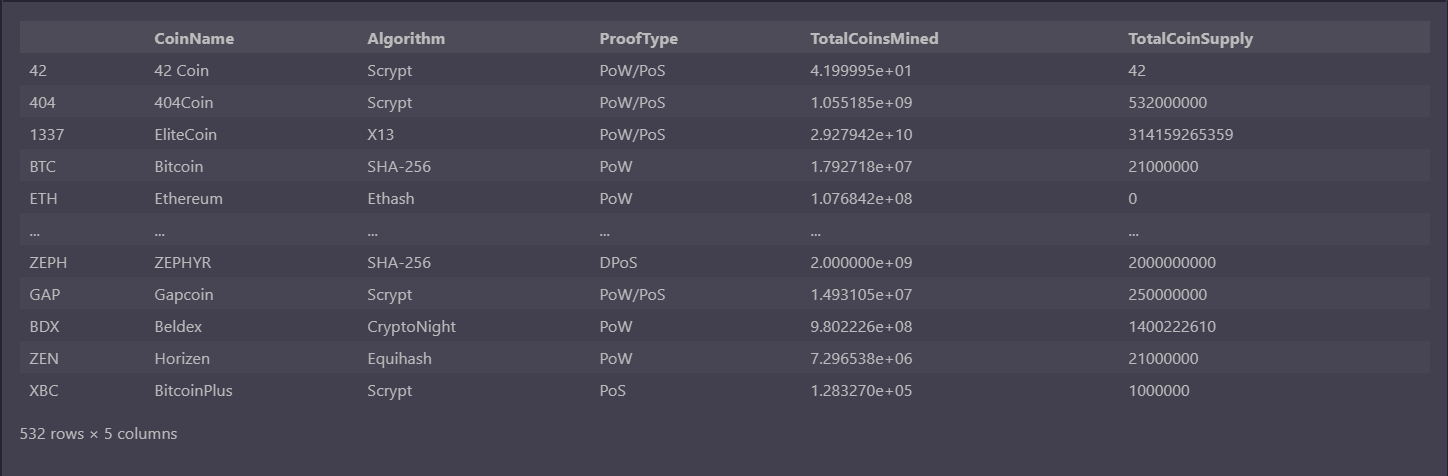 CoinName Algorithm ProofType TotalCoinsMined TotalCoinSupply
42 42 Coin Scrypt PoW/PoS 4.199995e+01 42
404 404Coin Scrypt PoW/PoS 1.055185e+09 532000000
1337 EliteCoin X13 PoW/PoS 2.927942e+10 314159265359
BTC Bitcoin SHA-256 PoW 1.792718e+07 21000000
ETH Ethereum Ethash PoW 1.076842e+08 0
... ... ... ... ... ...
ZEPH ZEPHYR SHA-256 DPoS 2.000000e+09 2000000000
GAP Gapcoin Scrypt PoW/PoS 1.493105e+07 250000000
BDX Beldex CryptoNight PoW 9.802226e+08 1400222610
ZEN Horizen Equihash PoW 7.296538e+06 21000000
XBC BitcoinPlus Scrypt PoS 1.283270e+05 1000000
532 rows × 5 columns